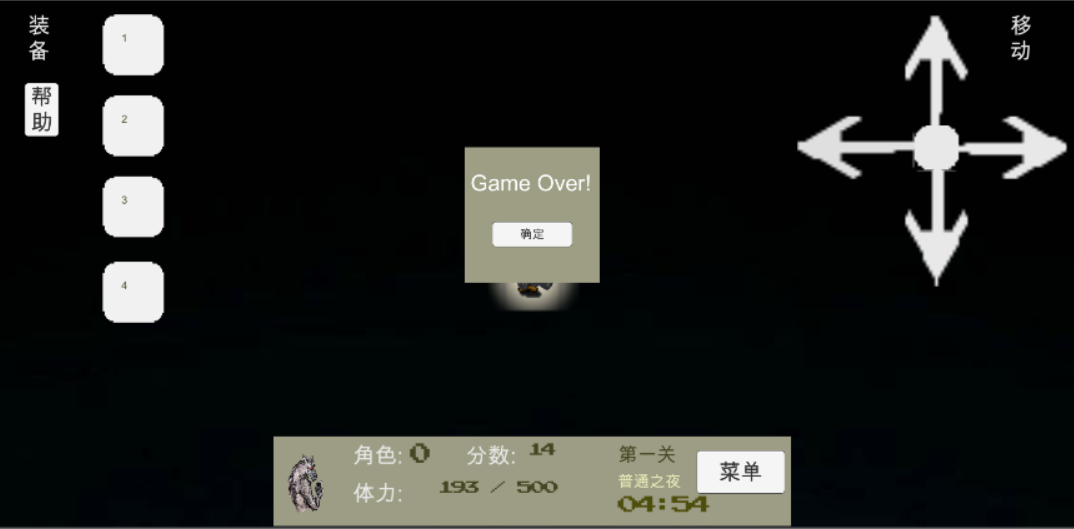 装备
帮助
1
2
3
4
移动
Game Over!
确定
角色: 0
分数: 14
体力: 193 / 500
第一关
普通之夜
04:54
菜单